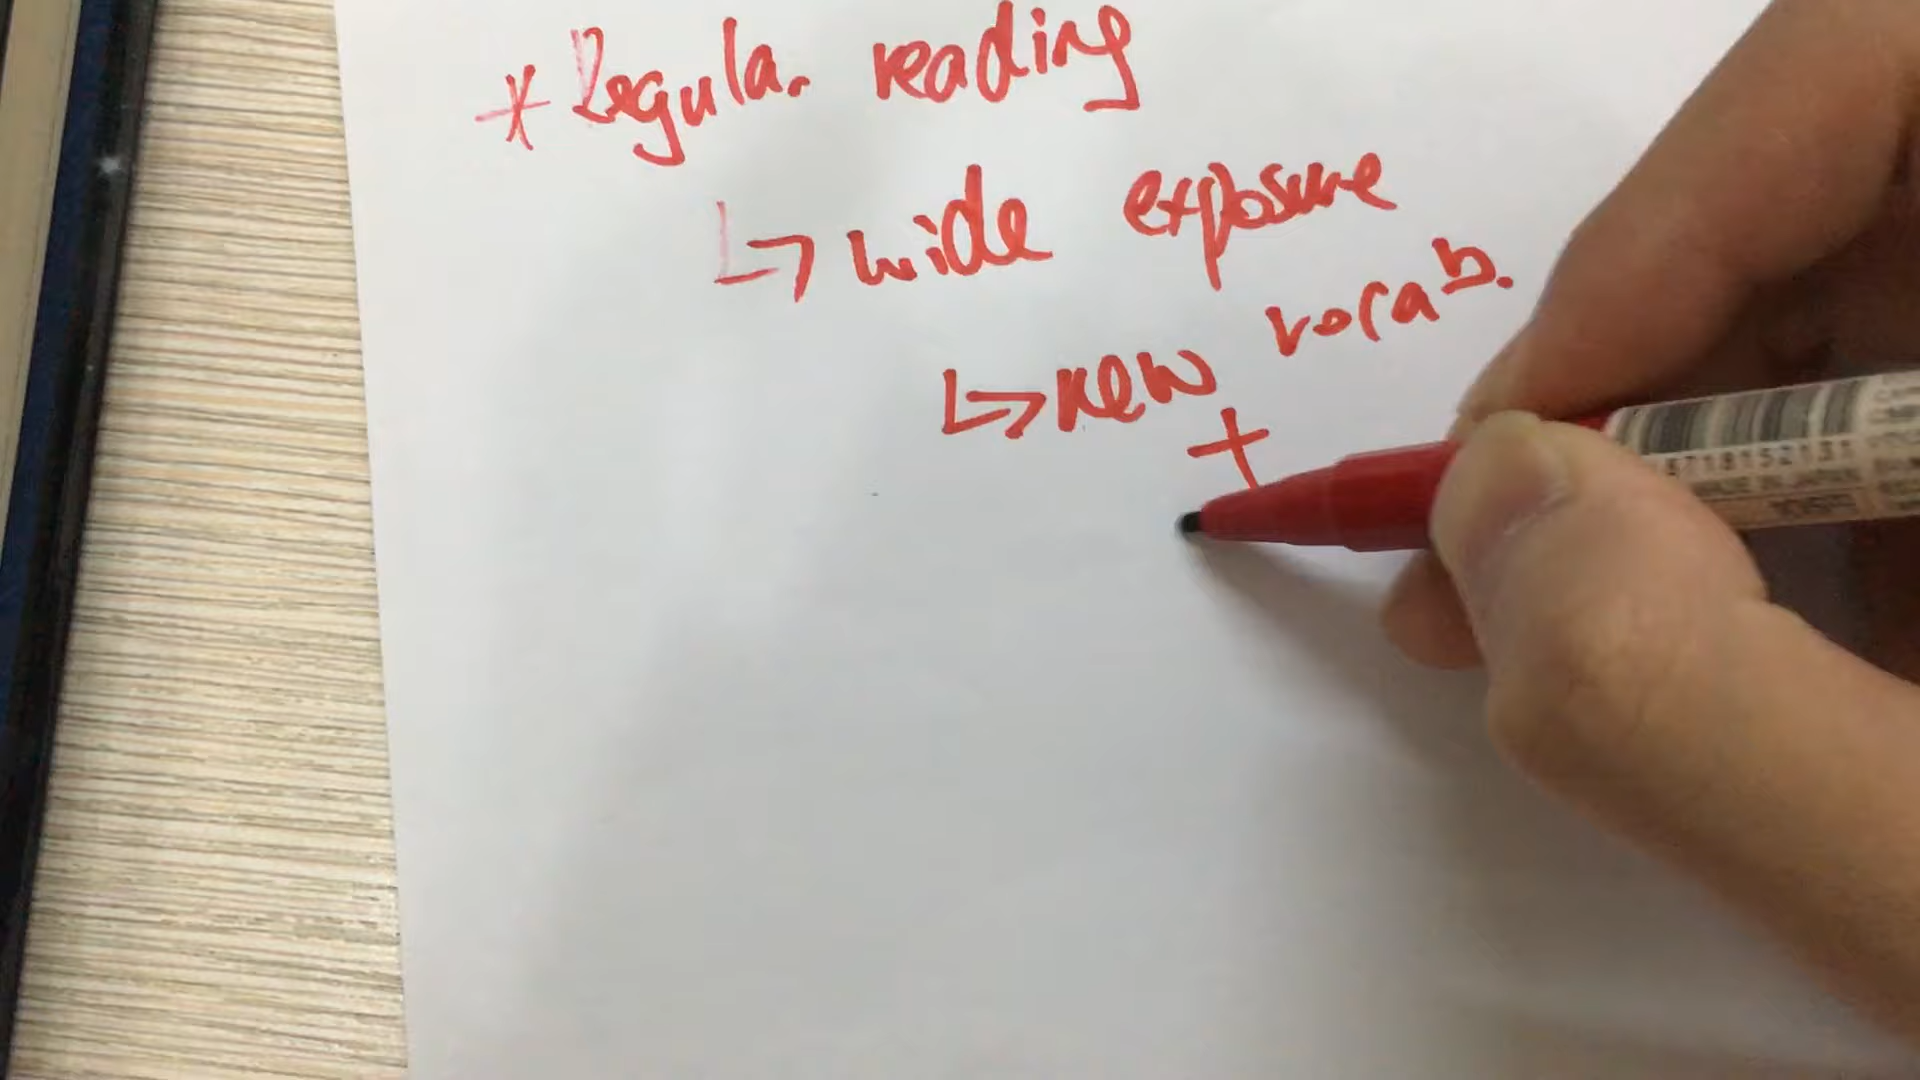 * Regular reading
↳ wide exposure
↳ new vocab.
+